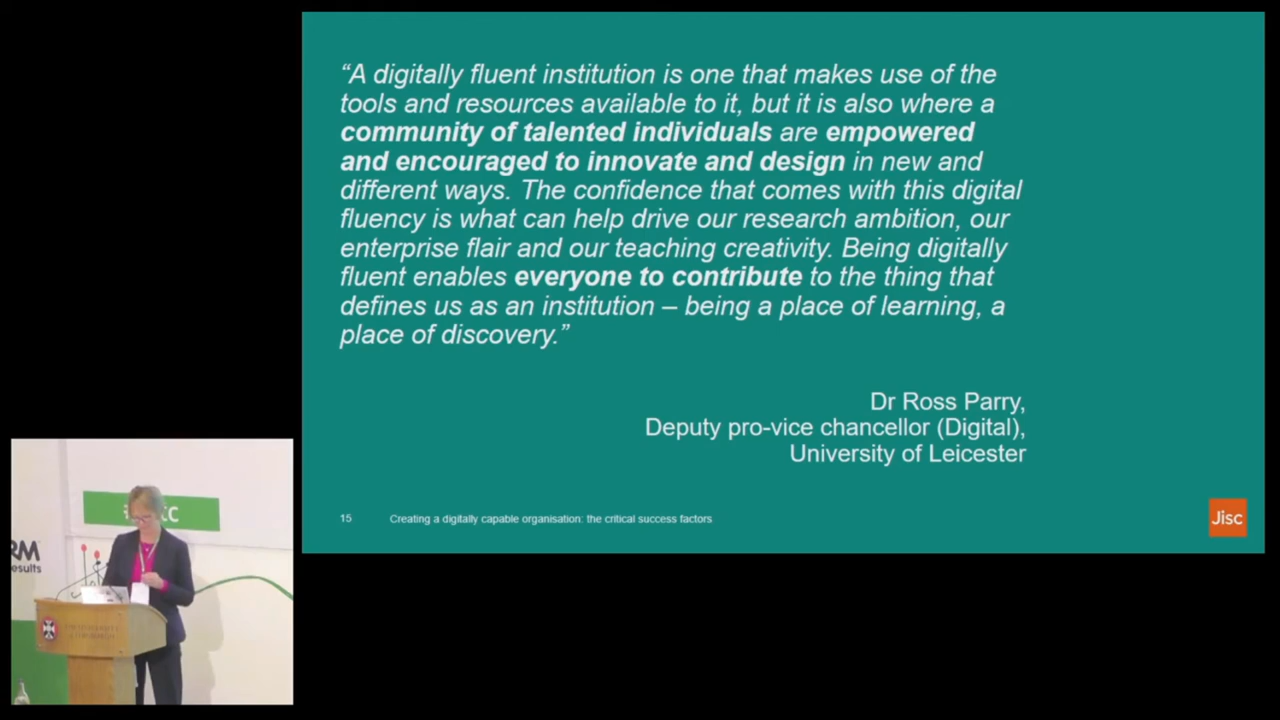 “A digitally fluent institution is one that makes use of the
tools and resources available to it, but it is also where a
community of talented individuals are empowered
and encouraged to innovate and design in new and
different ways. The confidence that comes with this digital
fluency is what can help drive our research ambition, our
enterprise flair and our teaching creativity. Being digitally
fluent enables everyone to contribute to the thing that
defines us as an institution – being a place of learning, a
place of discovery.”
Dr Ross Parry,
Deputy pro-vice chancellor (Digital),
University of Leicester
15 Creating a digitally capable organisation: the critical success factors
Jisc